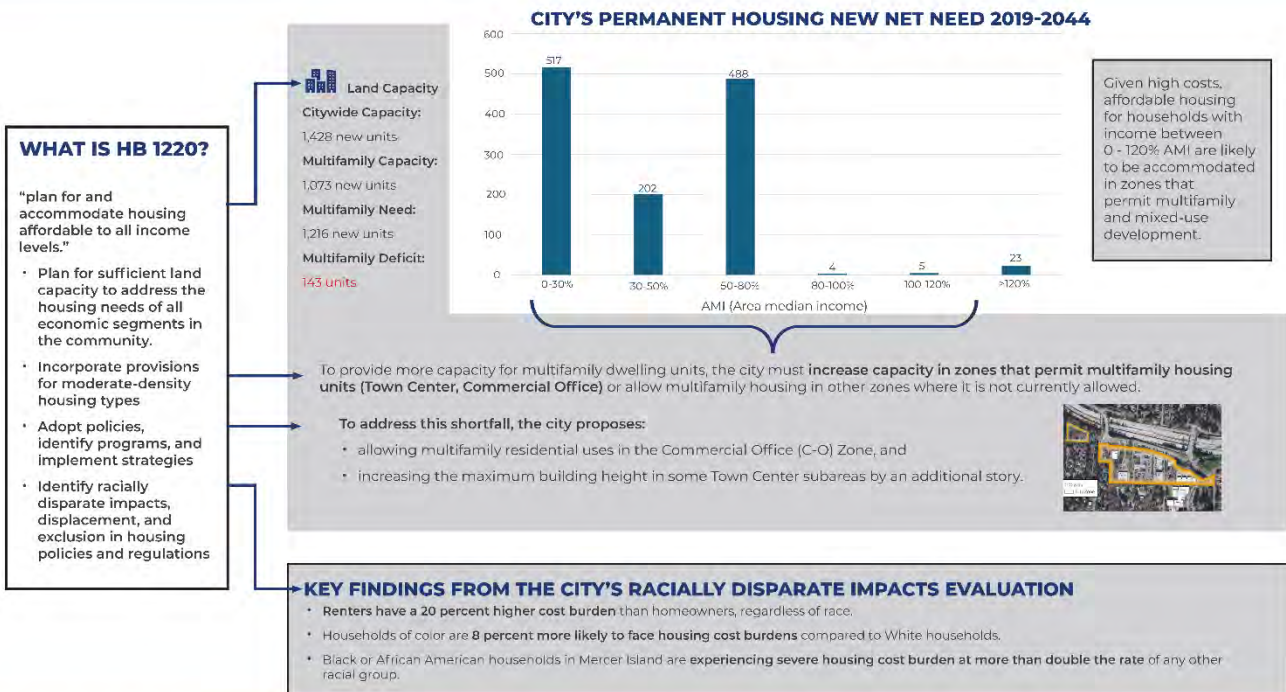 WHAT IS HB 1220?
“plan for and
accommodate housing
affordable to all income
levels.”
• Plan for sufficient land
capacity to address the
housing needs of all
economic segments in
the community.
• Incorporate provisions
for moderate-density
housing types
• Adopt policies,
identify programs, and
implement strategies
• Identify racially
disparate impacts,
displacement, and
exclusion in housing
policies and regulations
Land Capacity
Citywide Capacity:
1,428 new units
Multifamily Capacity:
1,073 new units
Multifamily Need:
1,216 new units
Multifamily Deficit:
143 units
CITY’S PERMANENT HOUSING NEW NET NEED 2019-2044
600
500
400
300
200
100
0
517
202
488
4
5
23
0-30%
30-50%
50-80%
80-100%
100-120%
>120%
AMI (Area median income)
Given high costs,
affordable housing
for households with
income between
0 - 120% AMI are likely
to be accommodated
in zones that
permit multifamily
and mixed-use
development.
To provide more capacity for multifamily dwelling units, the city must increase capacity in zones that permit multifamily housing
units (Town Center, Commercial Office) or allow multifamily housing in other zones where it is not currently allowed.
To address this shortfall, the city proposes:
• allowing multifamily residential uses in the Commercial Office (C-O) Zone, and
• increasing the maximum building height in some Town Center subareas by an additional story.
KEY FINDINGS FROM THE CITY’S RACIALLY DISPARATE IMPACTS EVALUATION
• Renters have a 20 percent higher cost burden than homeowners, regardless of race.
• Households of color are 8 percent more likely to face housing cost burdens compared to White households.
• Black or African American households in Mercer Island are experiencing severe housing cost burden at more than double the rate of any other
racial group.